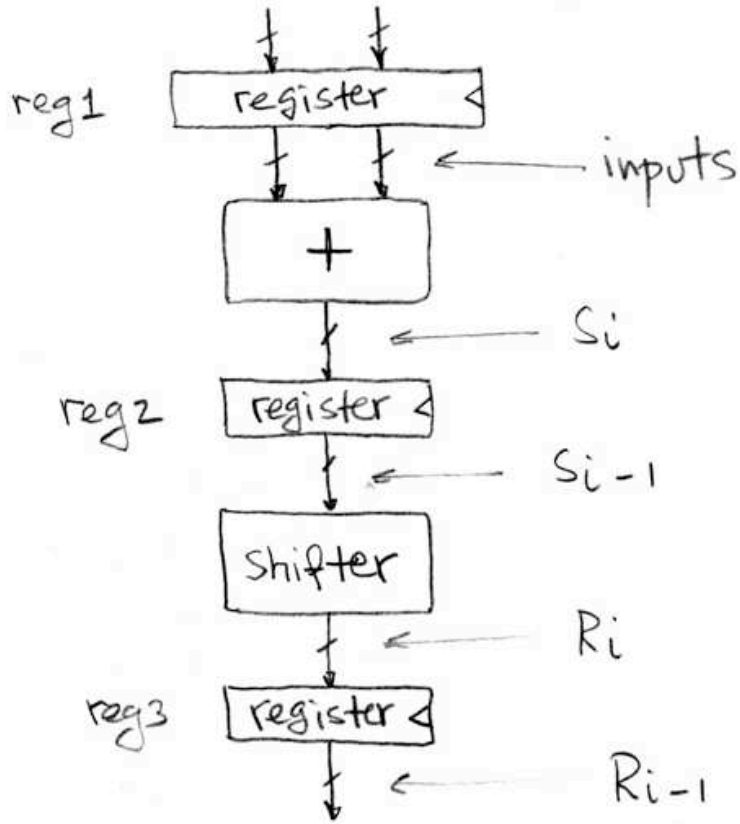 reg1
register
inputs
+
Si
reg2
register
Si-1
Shifter
Ri
reg3
register
Ri-1